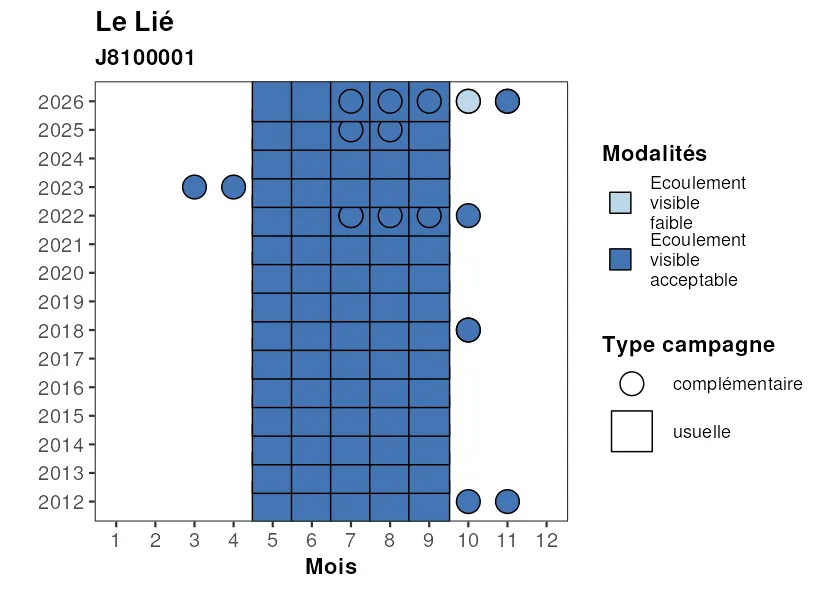 Le Lié
J8100001
2026
2025
2024
2023
2022
2021
2020
2019
2018
2017
2016
2015
2014
2013
2012
1 2 3 4 5 6 7 8 9 10 11 12
Mois
Modalités
Ecoulement
visible
faible
Ecoulement
visible
acceptable
Type campagne
complémentaire
usuelle